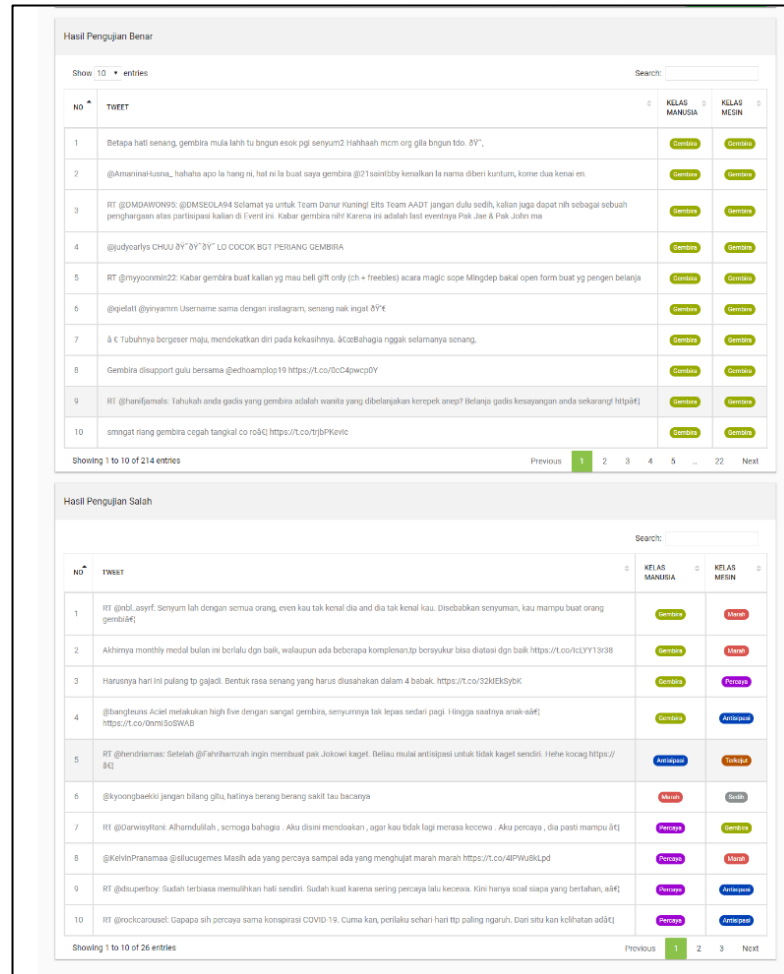 Hasil Pengujian Benar
Show 10 entries
Search:
NO TWEET KELAS MANUSIA KELAS MESIN
1 Betapa hati senang, gembira mula lahh tu bngun esok pgi senyum2 Hahhaah mcm org gila bngun tdo. ðŸ˜‚ Gembira Gembira
2 @AmaninaHusna_ hahaha apo la hang ni, hat ni la buat saya gembira @21saintbby kenalkan la nama diberi kuntum, kome dua kenai en. Gembira Gembira
3 RT @DMDAWON95: @DMSEOLA94 Selamat ya untuk Team Danur Kuning! Eits Team AADT jangan dulu sedih, kalian juga dapat nih sebagai sebuah
penghargaan atas partisipasi kalian di Event ini. Kabar gembira nih! Karena ini adalah last eventnya Pak Jae & Pak John ma Gembira Gembira
4 @judyearlys CHUU ðŸ˜ðŸ˜ðŸ˜ LO COCOK BGT PERIANG GEMBIRA Gembira Gembira
5 RT @myyoonmin22: Kabar gembira buat kalian yg mau beli gift only (ch + freebies) acara magic sope Mingdep bakal open form buat yg pengen belanja Gembira Gembira
6 @qielatt @yinyamm Username sama dengan instagram, senang nak ingat ðŸ˜€ Gembira Gembira
7 â € Tubuhnya bergeser maju, mendekatkan diri pada kekasihnya. â€œBahagia nggak selamanya senang, Gembira Gembira
8 Gembira disupport gulu bersama @edhoamplop19 https://t.co/0cC4pwcp0Y Gembira Gembira
9 RT @hanifjamals: Tahukah anda gadis yang gembira adalah wanita yang dibelanjakan kerepek anep? Belanja gadis kesayangan anda sekarang! httpâ€¦ Gembira Gembira
10 smngat riang gembira cegah tangkal co roâ€¦ https://t.co/trjbPKevic Gembira Gembira
Showing 1 to 10 of 214 entries
Previous 1 2 3 4 5 … 22 Next
Hasil Pengujian Salah
Search:
NO TWEET KELAS MANUSIA KELAS MESIN
1 RT @nbl_asyrf: Senyum lah dengan semua orang, even kau tak kenal dia and dia tak kenal kau. Disebabkan senyuman, kau mampu buat orang
gembiâ€¦ Gembira Marah
2 Akhirnya monthly medal bulan ini berlalu dgn baik, walaupun ada beberapa komplenan,tp bersyukur bisa diatasi dgn baik https://t.co/IcLYY13r38 Gembira Marah
3 Harusnya hari ini pulang tp gajadi. Bentuk rasa senang yang harus diusahakan dalam 4 babak. https://t.co/32kIEkSybK Gembira Percaya
4 @bangteuns Aciel melakukan high five dengan sangat gembira, senyumnya tak lepas sedari pagi. Hingga saatnya anak-aâ€¦
https://t.co/0nmI5oSWAB Gembira Antisipasi
5 RT @hendriamas: Setelah @Fahrihamzah ingin membuat pak Jokowi kaget. Beliau mulai antisipasi untuk tidak kaget sendiri. Hehe kocag https://
â€¦ Antisipasi Terkejut
6 @kyoongbaekki jangan bilang gitu, hatinya berang berang sakit tau bacanya Marah Sedih
7 RT @DarwisyRani: Alhamdulilah , semoga bahagia . Aku disini mendoakan , agar kau tidak lagi merasa kecewa . Aku percaya , dia pasti mampu â€¦ Percaya Gembira
8 @KelvinPranamaa @silucugemes Masih ada yang percaya sampai ada yang menghujat marah marah https://t.co/4lPWu8kLpd Percaya Marah
9 RT @dsuperboy: Sudah terbiasa memulihkan hati sendiri. Sudah kuat karena sering percaya lalu kecewa. Kini hanya soal siapa yang bertahan, aâ€¦ Percaya Antisipasi
10 RT @rockcarousel: Gapapa sih percaya sama konspirasi COVID 19. Cuma kan, perilaku sehari hari ttp paling ngaruh. Dari situ kan kelihatan adâ€¦ Percaya Antisipasi
Showing 1 to 10 of 26 entries
Previous 1 2 3 Next